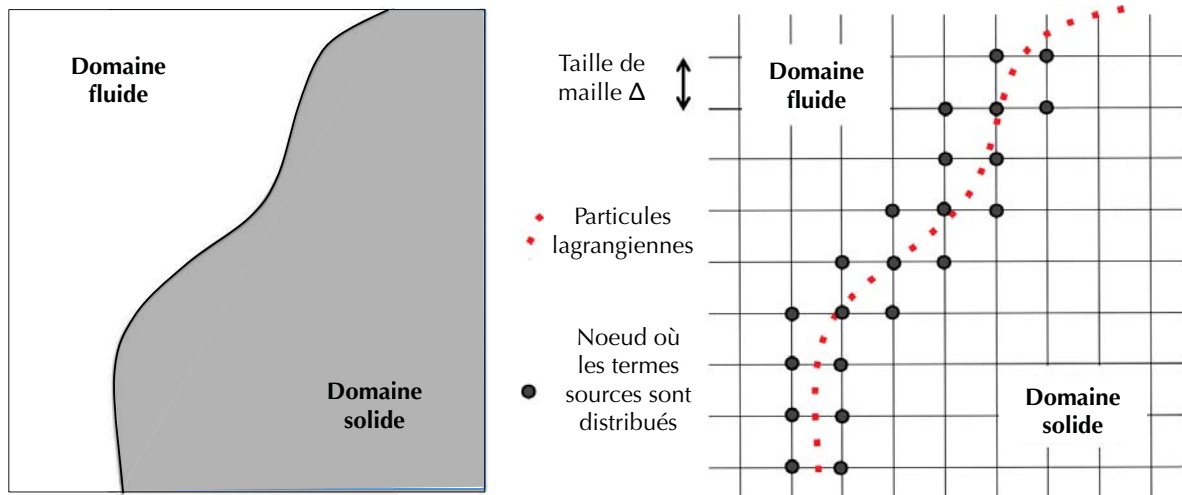 Domaine
fluide
Domaine
solide
Taille de
maille Δ
Domaine
fluide
Particules
lagrangiennes
Noeud où
les termes
sources sont
distribués
Domaine
solide